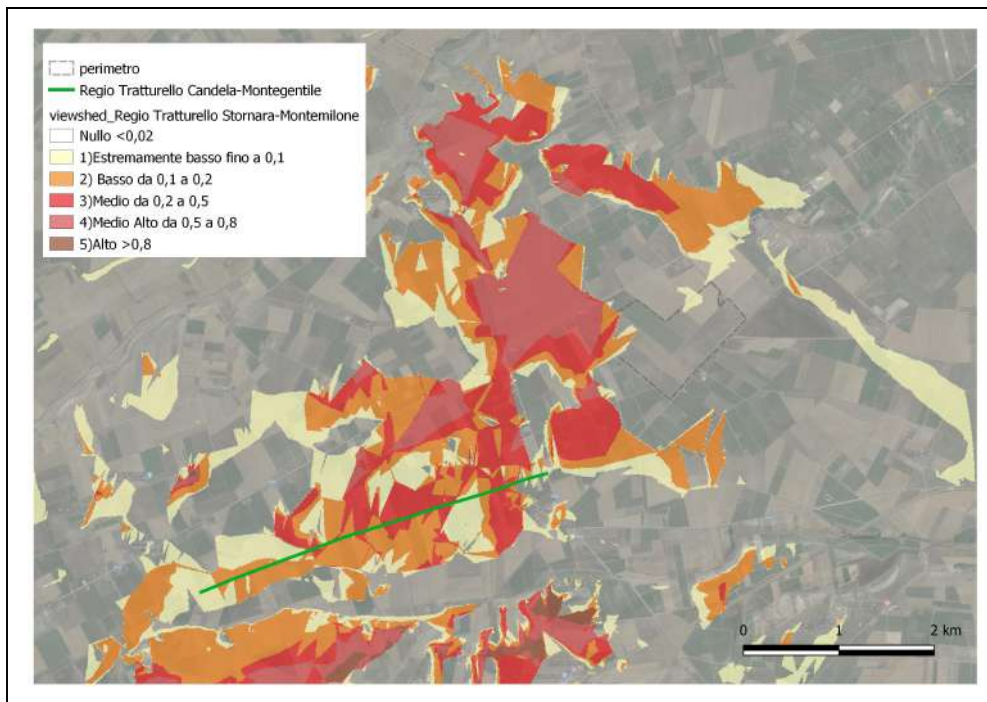 perimetro
Regio Tratturello Candela-Montegentile
viewshed_Regio Tratturello Stornara-Montemilone
Nullo <0,02
1)Estremamente basso fino a 0,1
2) Basso da 0,1 a 0,2
3)Medio da 0,2 a 0,5
4)Medio Alto da 0,5 a 0,8
5)Alto >0,8
0 1 2 km